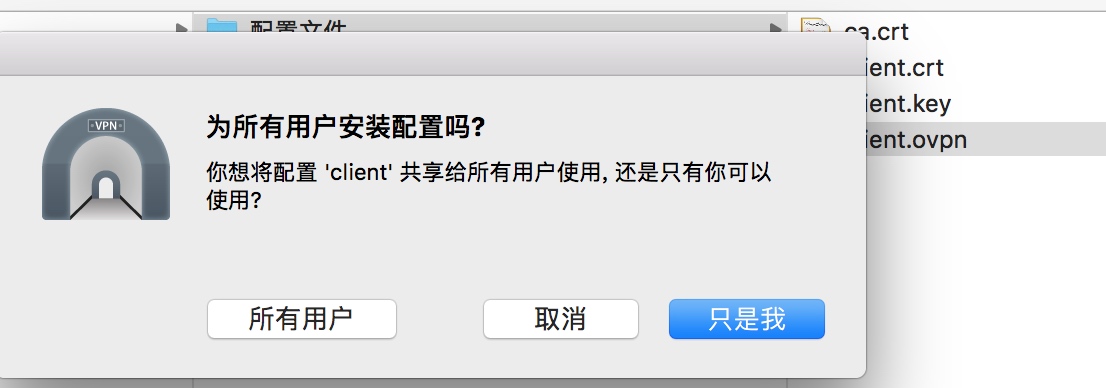 配置文件
ca.crt
ient.crt
ient.key
ient.ovpn
VPN
为所有用户安装配置吗?
你想将配置 'client' 共享给所有用户使用, 还是只有你可以
使用?
所有用户
取消
只是我